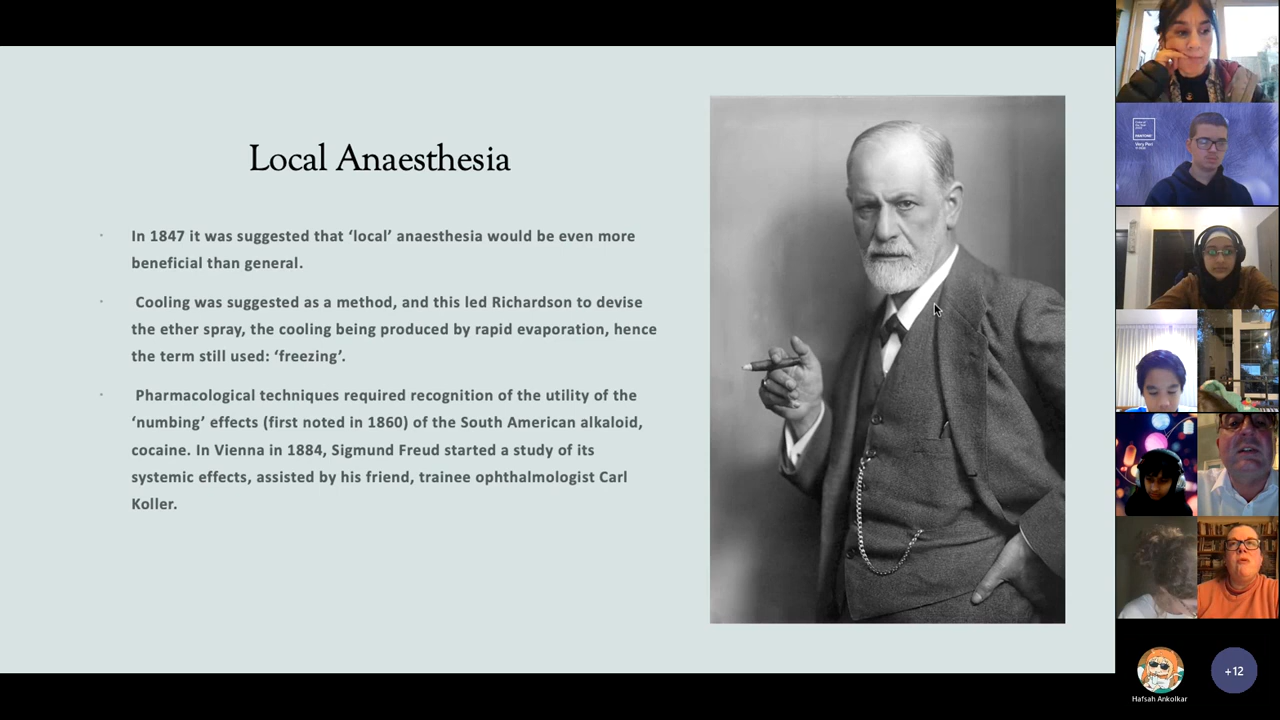 Local Anaesthesia
In 1847 it was suggested that ‘local’ anaesthesia would be even more
beneficial than general.
Cooling was suggested as a method, and this led Richardson to devise
the ether spray, the cooling being produced by rapid evaporation, hence
the term still used: ‘freezing’.
Pharmacological techniques required recognition of the utility of the
‘numbing’ effects (first noted in 1860) of the South American alkaloid,
cocaine. In Vienna in 1884, Sigmund Freud started a study of its
systemic effects, assisted by his friend, trainee ophthalmologist Carl
Koller.
PANTONE
Very Peri
Hafsah Ankolkar
+12